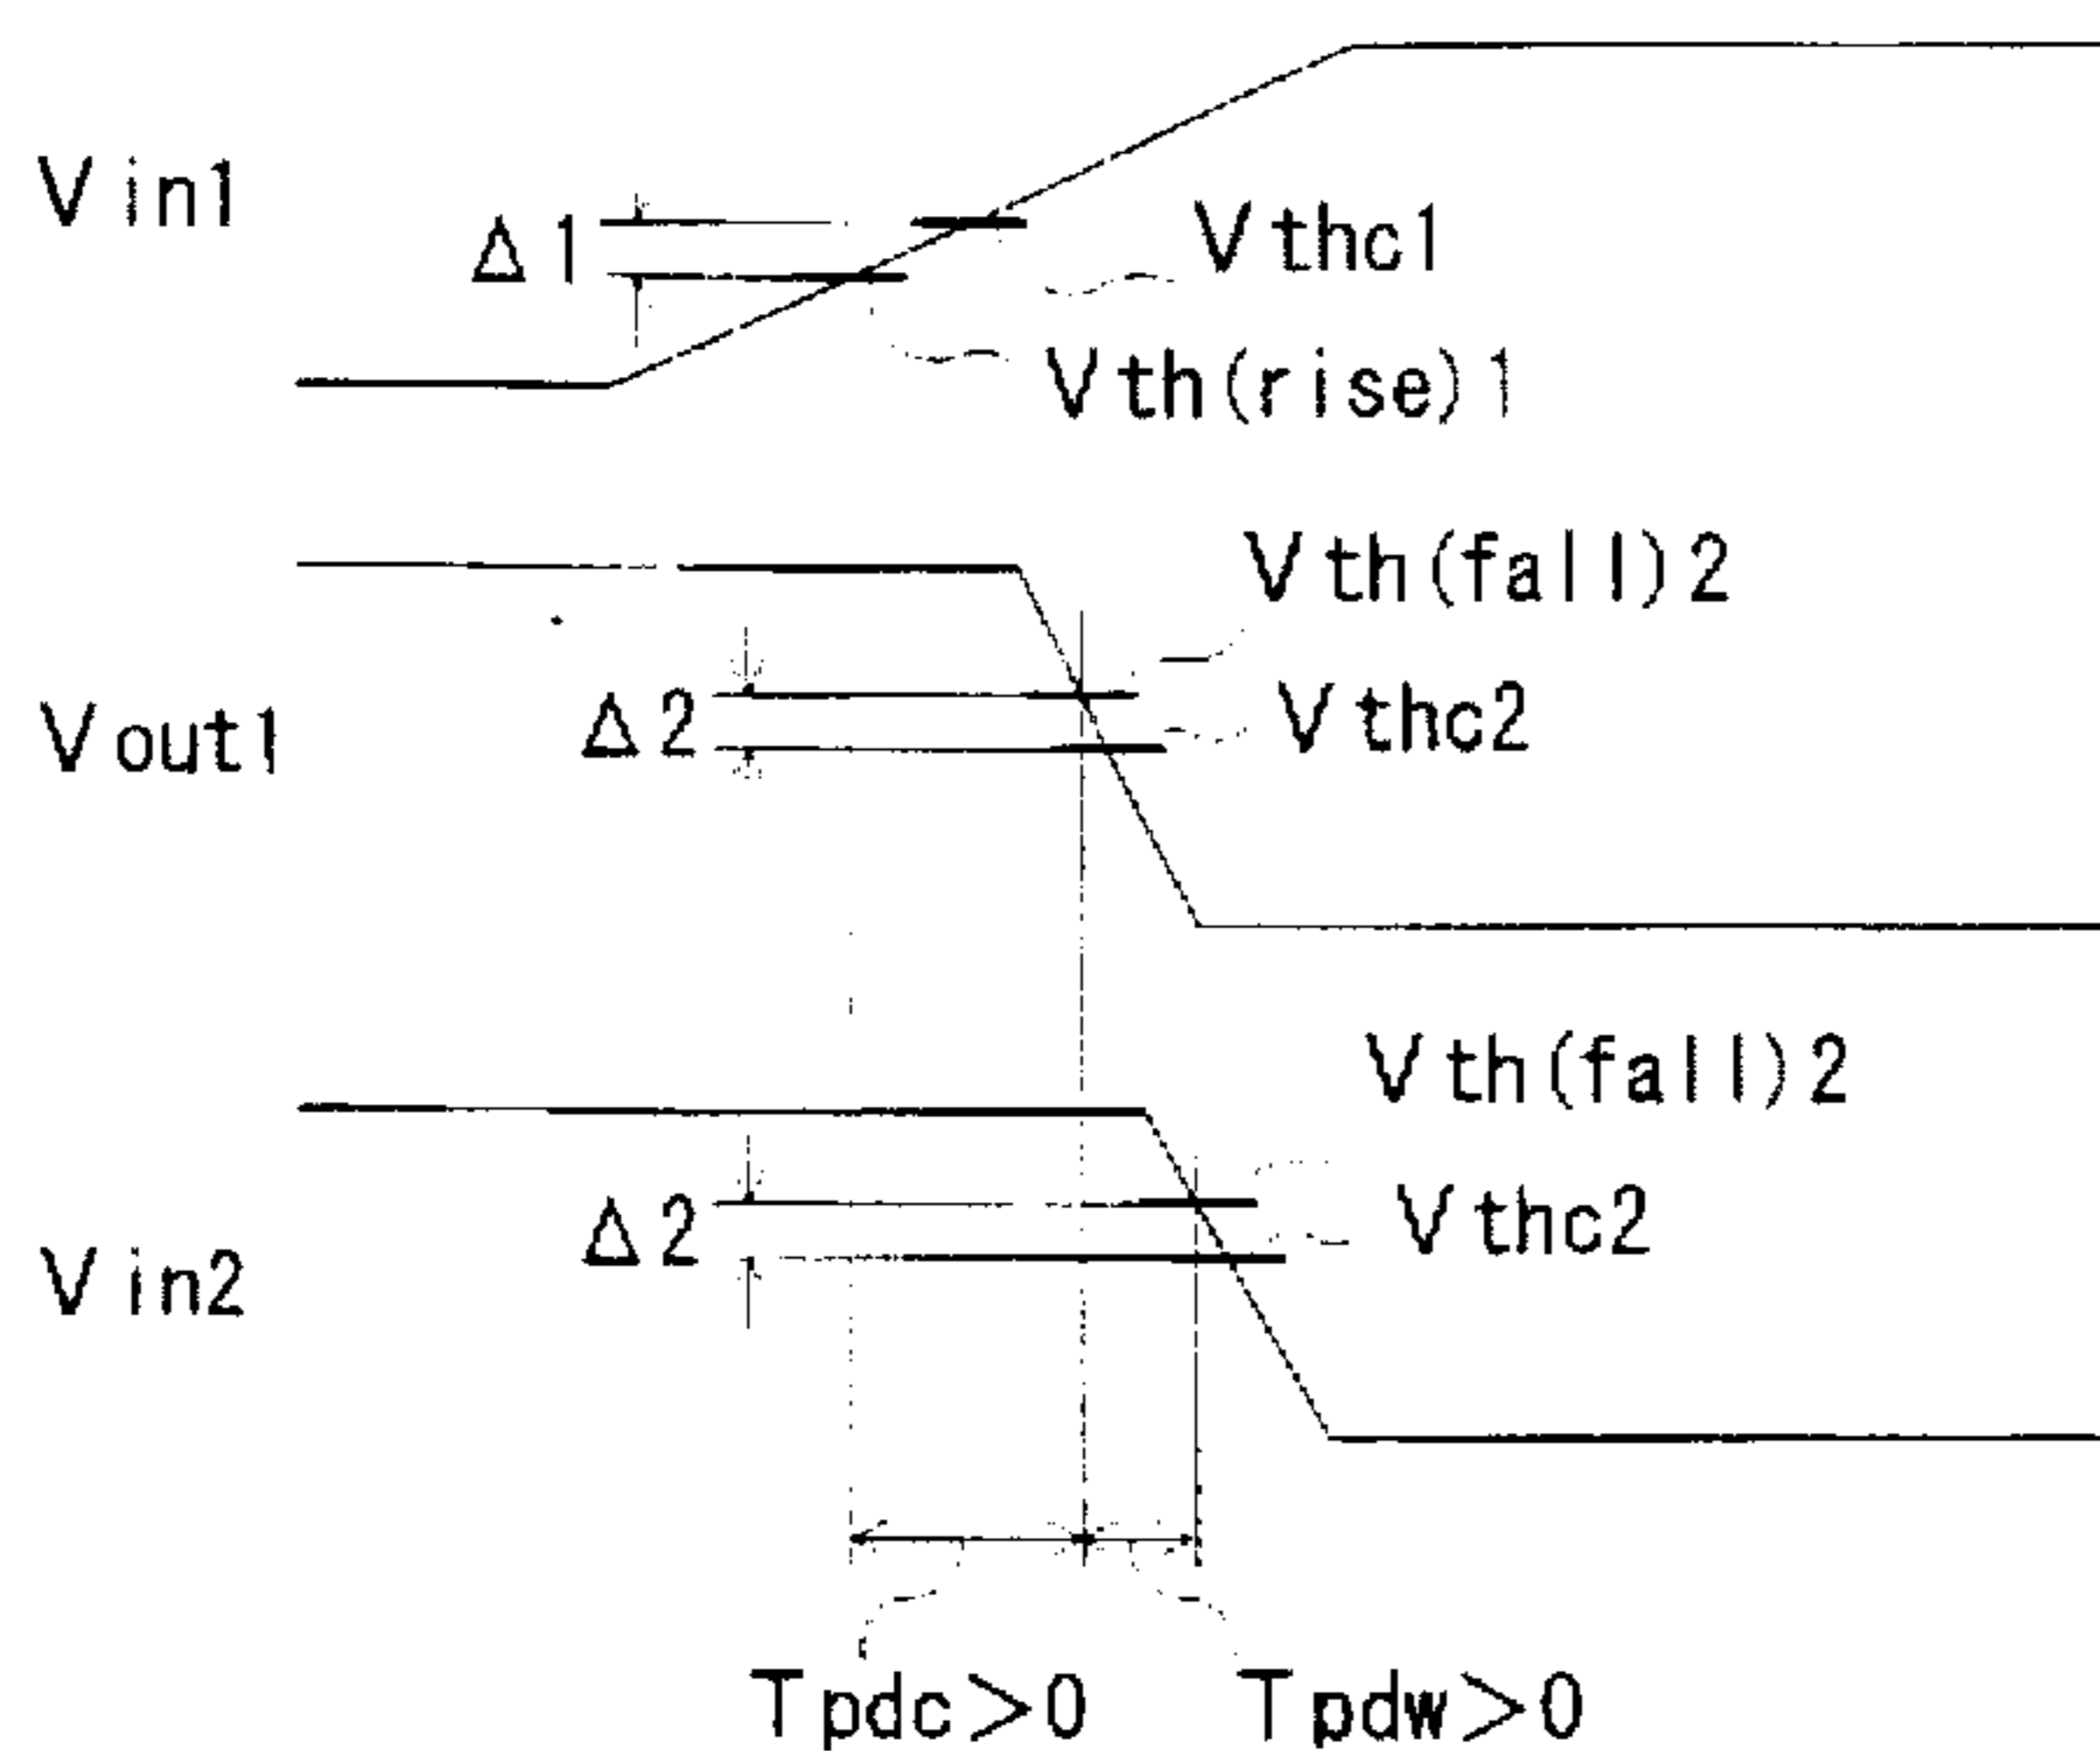 Vin1
Δ1
Vthc1
Vth(rise)1
Vth(fall)2
Vout1
Δ2
Vthc2
Vth(fall)2
Vin2
Δ2
Vthc2
Tpdc>0
Tpdw>0